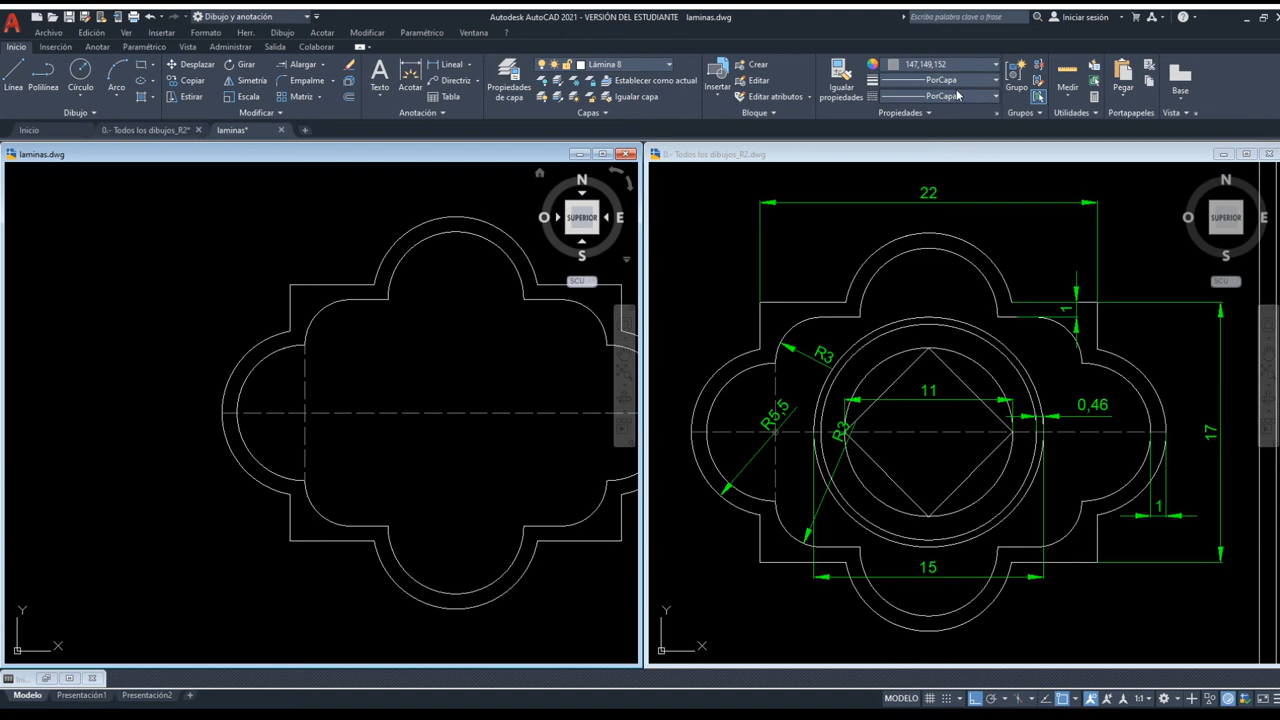 Dibujo y anotación
Autodesk AutoCAD 2021 - VERSIÓN DEL ESTUDIANTE laminas.dwg
Escriba palabra clave o frase
Iniciar sesión
Archivo Edición Ver Insertar Formato Herr. Dibujo Acotar Modificar Paramétrico Ventana ?
Inicio Inserción Anotar Paramétrico Vista Administrar Salida Colaborar
Línea
Polilínea
Círculo
Arco
Desplazar Girar Alargar
Copiar Simetría Empalme
Estirar Escala Matriz
Texto
Acotar
Lineal
Directriz
Tabla
Propiedades
de capa
Lámina 8
Establecer como actual
Igualar capa
Insertar
Crear
Editar
Editar atributos
Igualar
propiedades
147,149,152
PorCapa
PorCapa
Grupo
Medir
Pegar
Base
Dibujo Modificar Anotación Capas Bloque Propiedades Grupos Utilidades Portapapeles Vista
Inicio 0.- Todos los dibujos_R2* laminas*
laminas.dwg
N
O SUPERIOR E
S
SCU
Y
X
0.- Todos los dibujos_R2.dwg
N
O SUPERIOR E
S
SCU
22
1
R3
11
0,46
R5,5
R3
17
1
15
Y
X
Ini...
Modelo Presentación1 Presentación2
MODELO
1:1